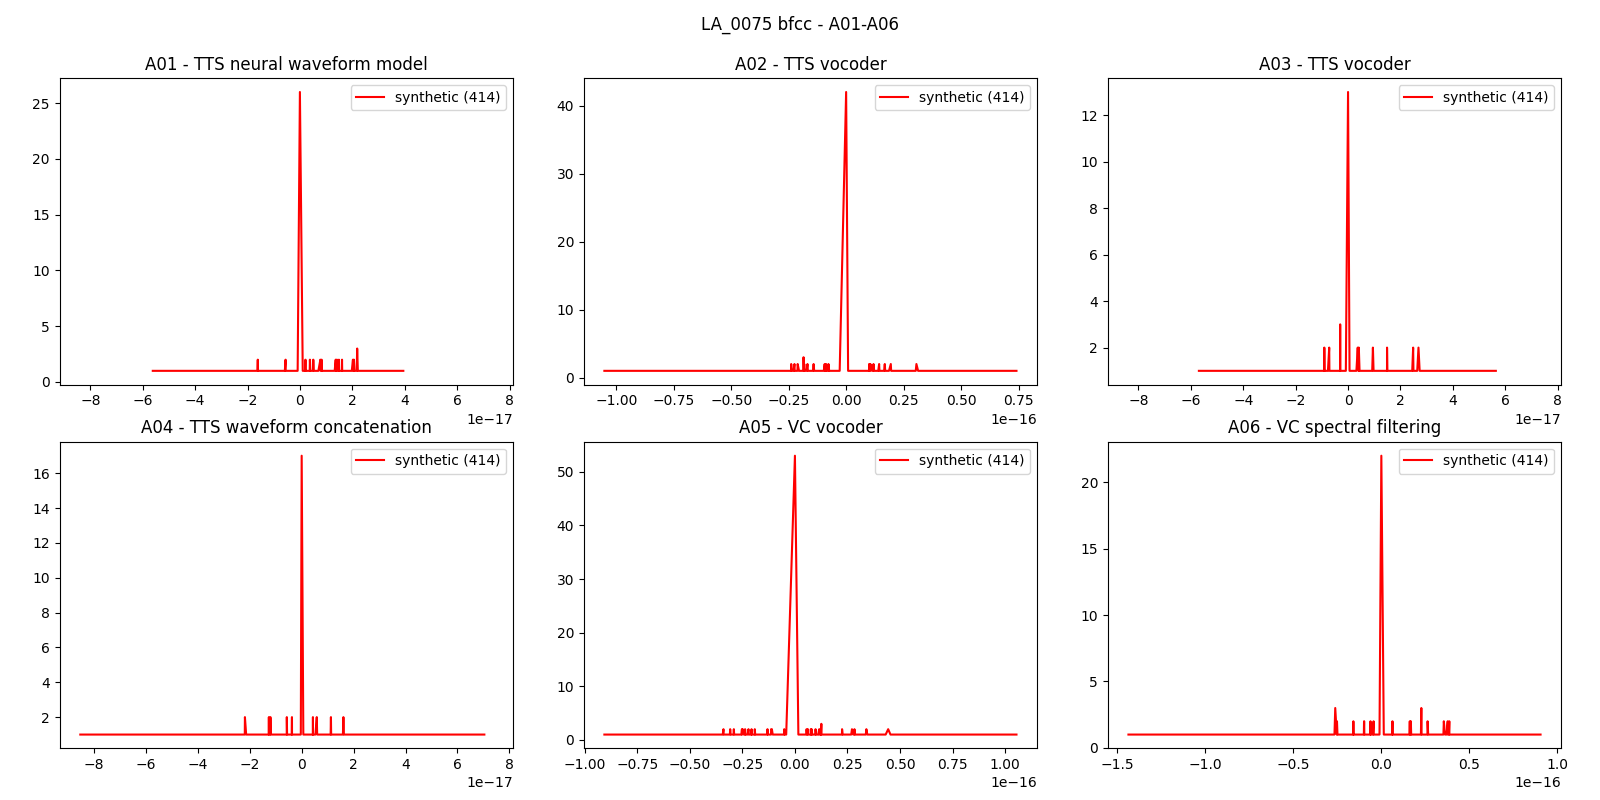 LA_0075 bfcc - A01-A06
A01 - TTS neural waveform model
A02 - TTS vocoder
A03 - TTS vocoder
synthetic (414)
synthetic (414)
synthetic (414)
25
20
15
10
5
0
−8 −6 −4 −2 0 2 4 6 8
1e−17
40
30
20
10
0
−1.00 −0.75 −0.50 −0.25 0.00 0.25 0.50 0.75
1e−16
12
10
8
6
4
2
−8 −6 −4 −2 0 2 4 6 8
1e−17
A04 - TTS waveform concatenation
A05 - VC vocoder
A06 - VC spectral filtering
synthetic (414)
synthetic (414)
synthetic (414)
16
14
12
10
8
6
4
2
−8 −6 −4 −2 0 2 4 6 8
1e−17
50
40
30
20
10
0
−1.00 −0.75 −0.50 −0.25 0.00 0.25 0.50 0.75 1.00
1e−16
20
15
10
5
0
−1.5 −1.0 −0.5 0.0 0.5 1.0
1e−16